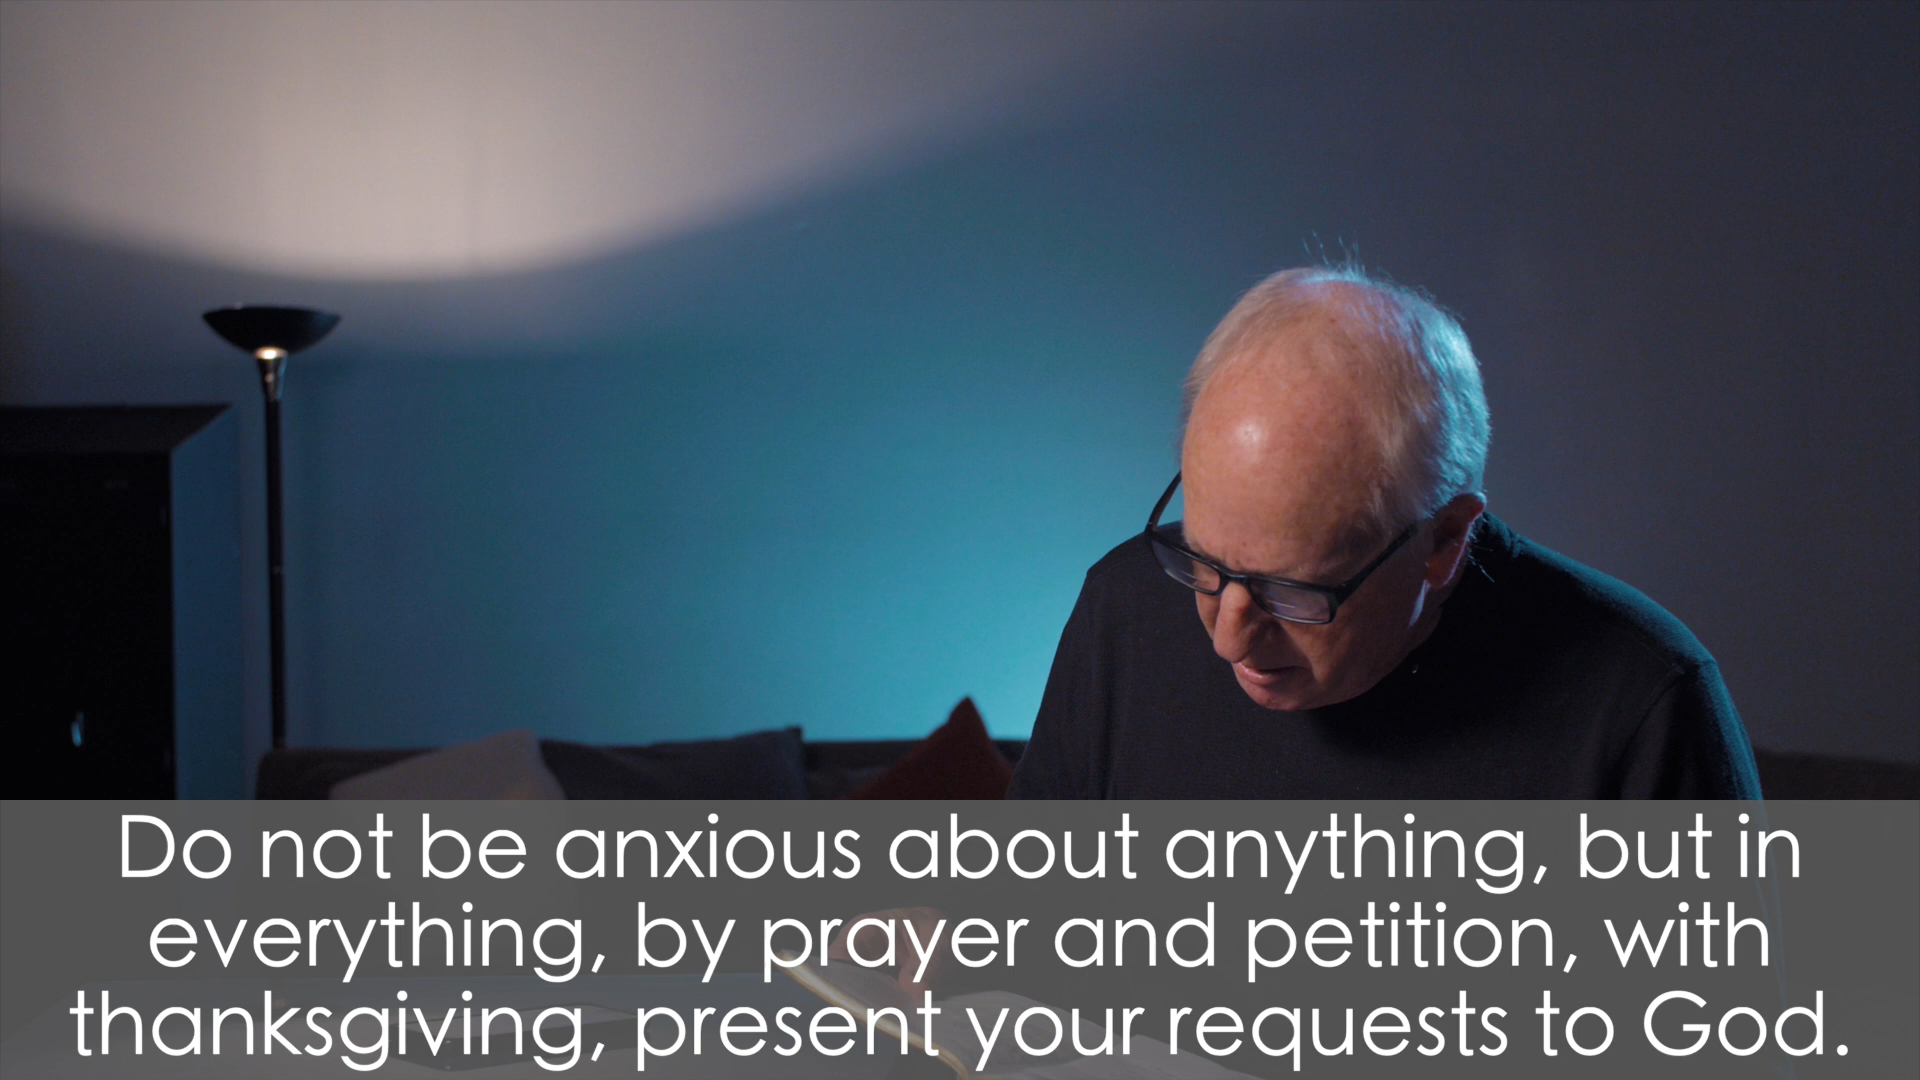 Do not be anxious about anything, but in
everything, by prayer and petition, with
thanksgiving, present your requests to God.